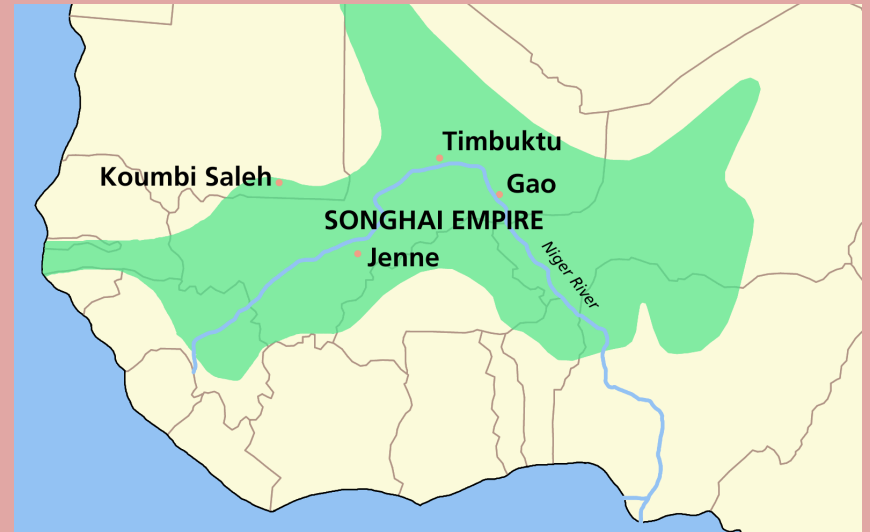 Timbuktu
Koumbi Saleh
Gao
SONGHAI EMPIRE
Jenne
Niger River